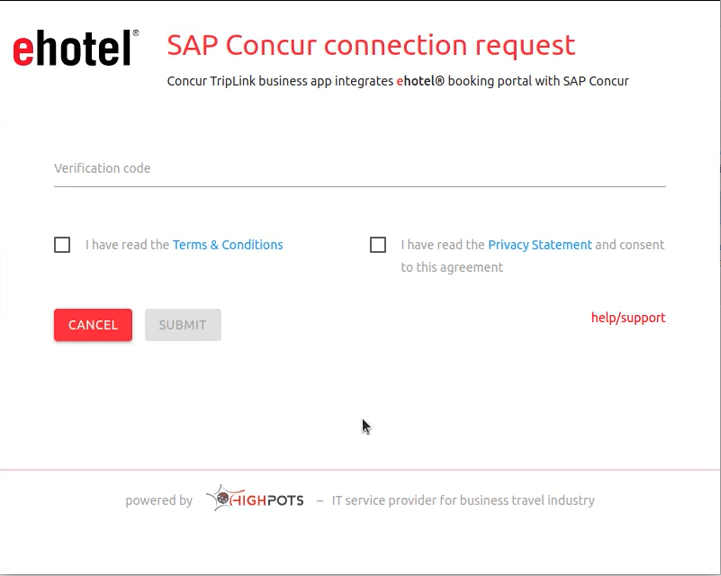 ehotel®
SAP Concur connection request
Concur TripLink business app integrates ehotel® booking portal with SAP Concur
Verification code
I have read the Terms & Conditions
I have read the Privacy Statement and consent
to this agreement
CANCEL
SUBMIT
help/support
powered by HIGHPOTS – IT service provider for business travel industry